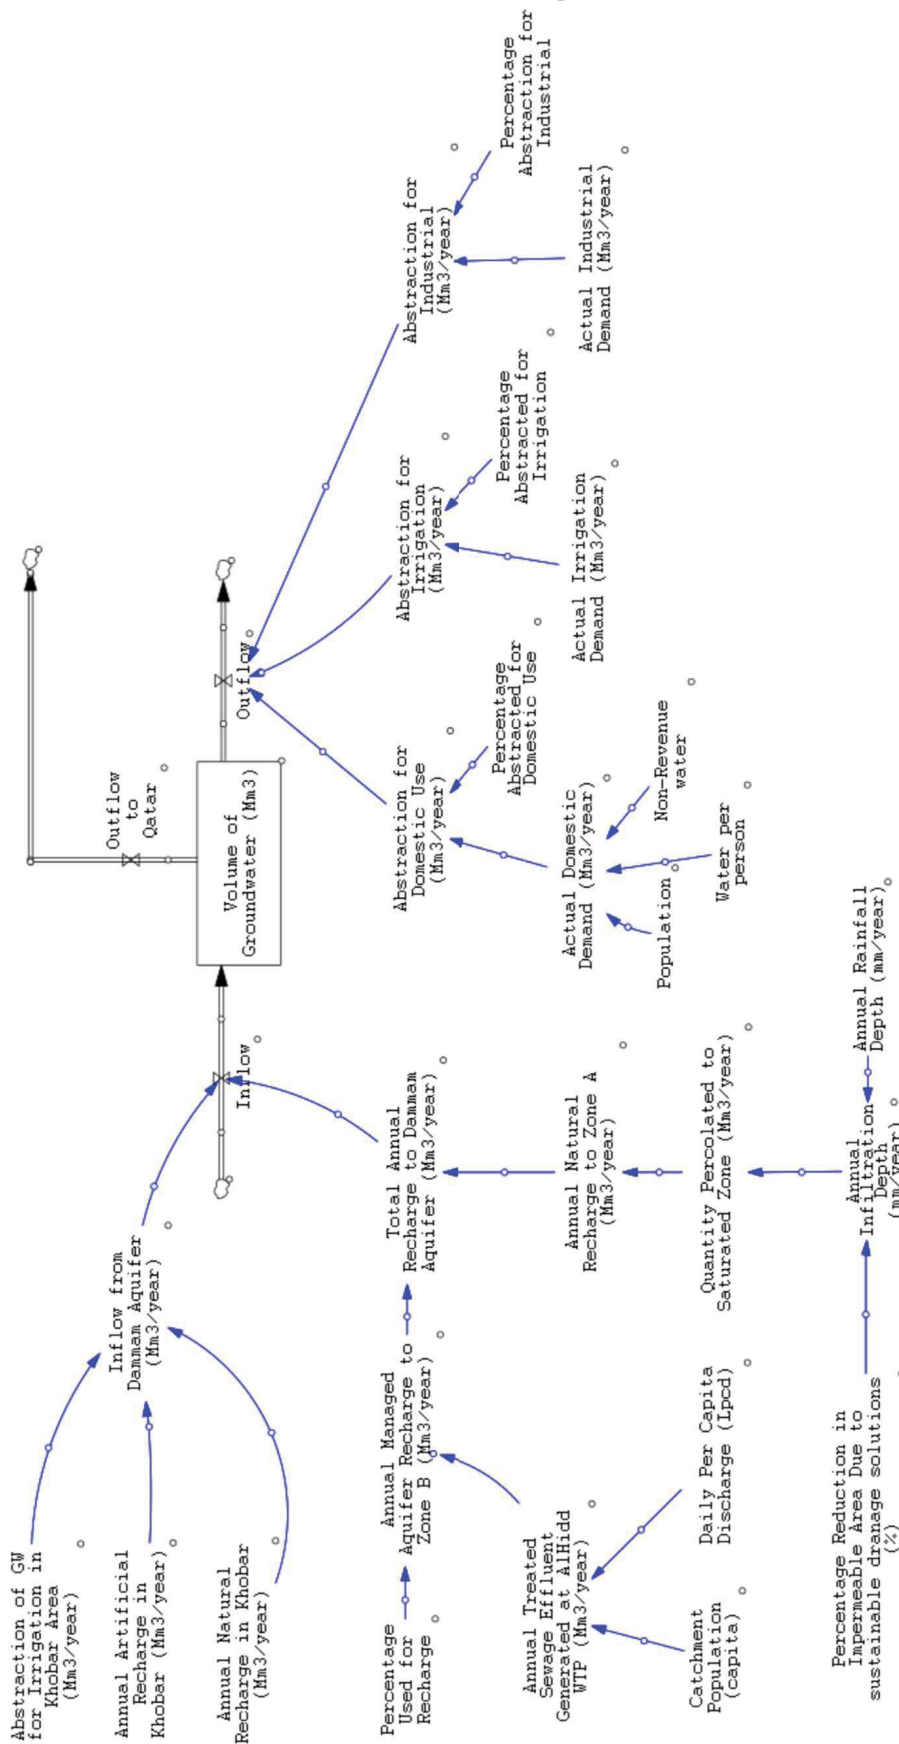 Abstraction of GW
for Irrigation in
Khobar Area
(Mm3/year)
Annual Artificial
Recharge in
Khobar (Mm3/year)
Annual Natural
Recharge in Khobar
(Mm3/year)
Inflow from
Dammam Aquifer
(Mm3/year)
Inflow
Outflow
to
Qatar
Volume of
Groundwater (Mm3)
Outflow
Percentage
Used for
Recharge
Annual Managed
Aquifer Recharge to
Zone B (Mm3/year)
Total Annual
Recharge to Dammam
Aquifer (Mm3/year)
Abstraction for
Domestic Use
(Mm3/year)
Percentage
Abstracted for
Domestic Use
Abstraction for
Irrigation
(Mm3/year)
Percentage
Abstracted for
Irrigation
Abstraction for
Industrial
(Mm3/year)
Percentage
Abstraction for
Industrial
Annual Treated
Sewage Effluent
Generated at AlHidd
WTP (Mm3/year)
Annual Natural
Recharge to Zone A
(Mm3/year)
Actual Domestic
Demand (Mm3/year)
Actual Irrigation
Demand (Mm3/year)
Actual Industrial
Demand (Mm3/year)
Catchment
Population
(capita)
Daily Per Capita
Discharge (Lpcd)
Quantity Percolated to
Saturated Zone (Mm3/year)
Population
Water per
person
Non-Revenue
water
Percentage Reduction in
Impermeable Area Due to
sustainable dranage solutions
(%)
Annual
Infiltration
Depth
(mm/year)
Annual Rainfall
Depth (mm/year)